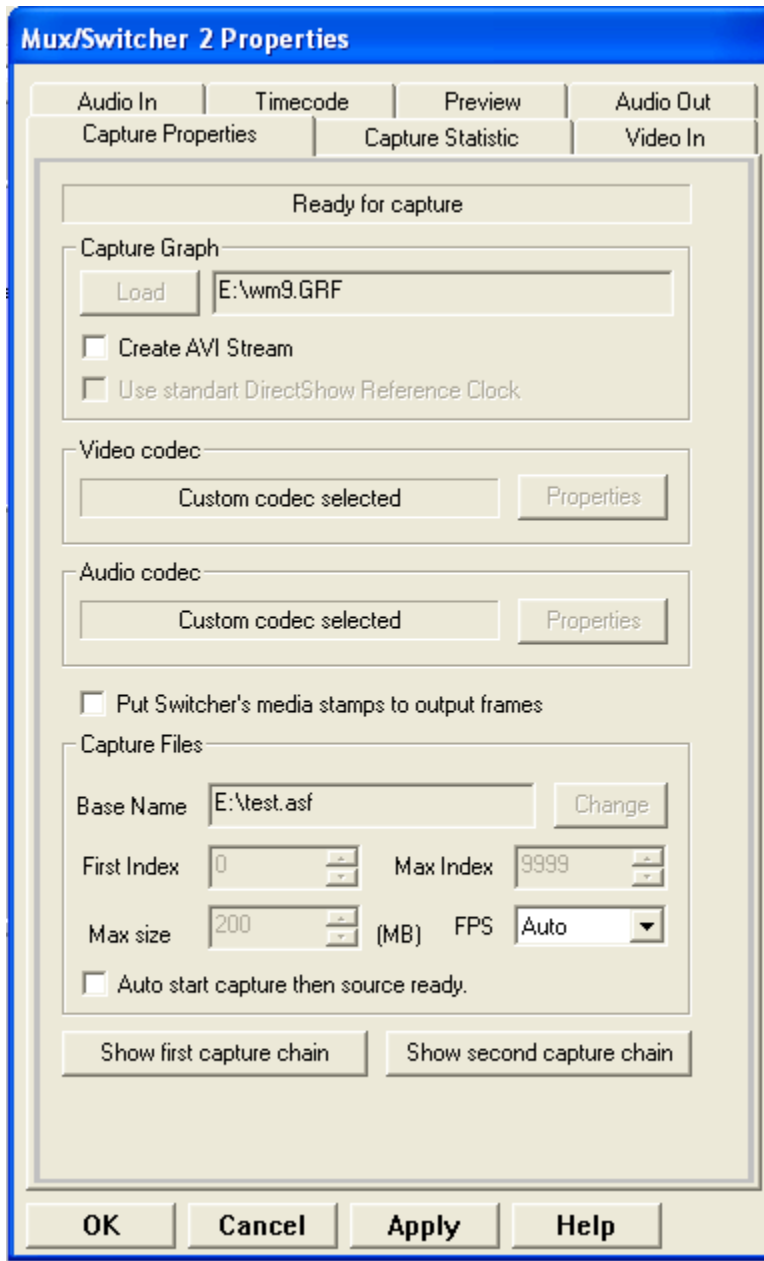 Mux/Switcher 2 Properties
Audio In
Timecode
Preview
Audio Out
Capture Properties
Capture Statistic
Video In
Ready for capture
Capture Graph
Load
E:\wm9.GRF
Create AVI Stream
Use standart DirectShow Reference Clock
Video codec
Custom codec selected
Properties
Audio codec
Custom codec selected
Properties
Put Switcher's media stamps to output frames
Capture Files
Base Name
E:\test.asf
Change
First Index
0
Max Index
9999
Max size
200
(MB)
FPS
Auto
Auto start capture then source ready.
Show first capture chain
Show second capture chain
OK
Cancel
Apply
Help